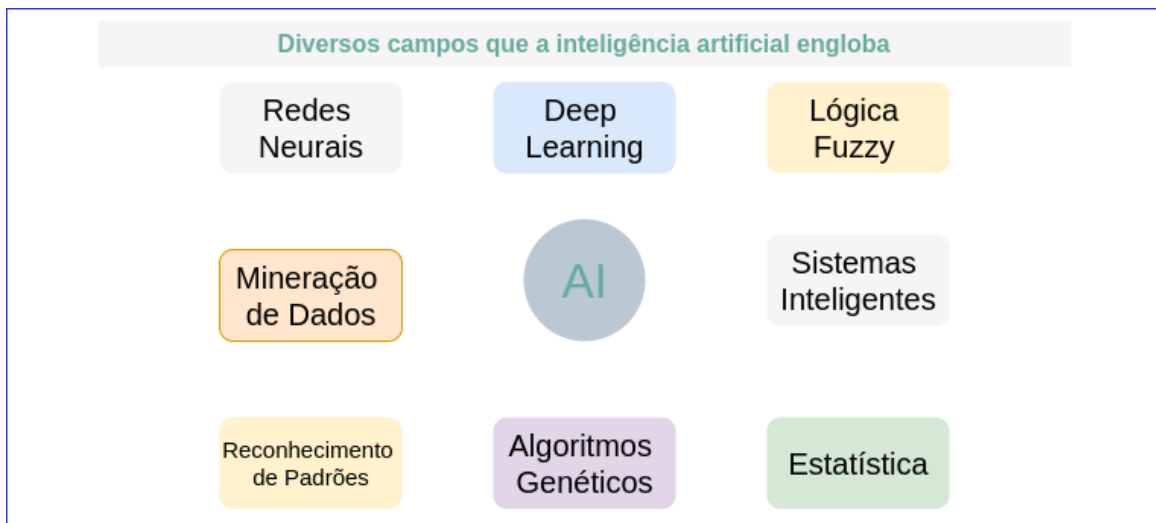 Diversos campos que a inteligência artificial engloba
Redes
Neurais
Deep
Learning
Lógica
Fuzzy
Mineração
de Dados
AI
Sistemas
Inteligentes
Reconhecimento
de Padrões
Algoritmos
Genéticos
Estatística